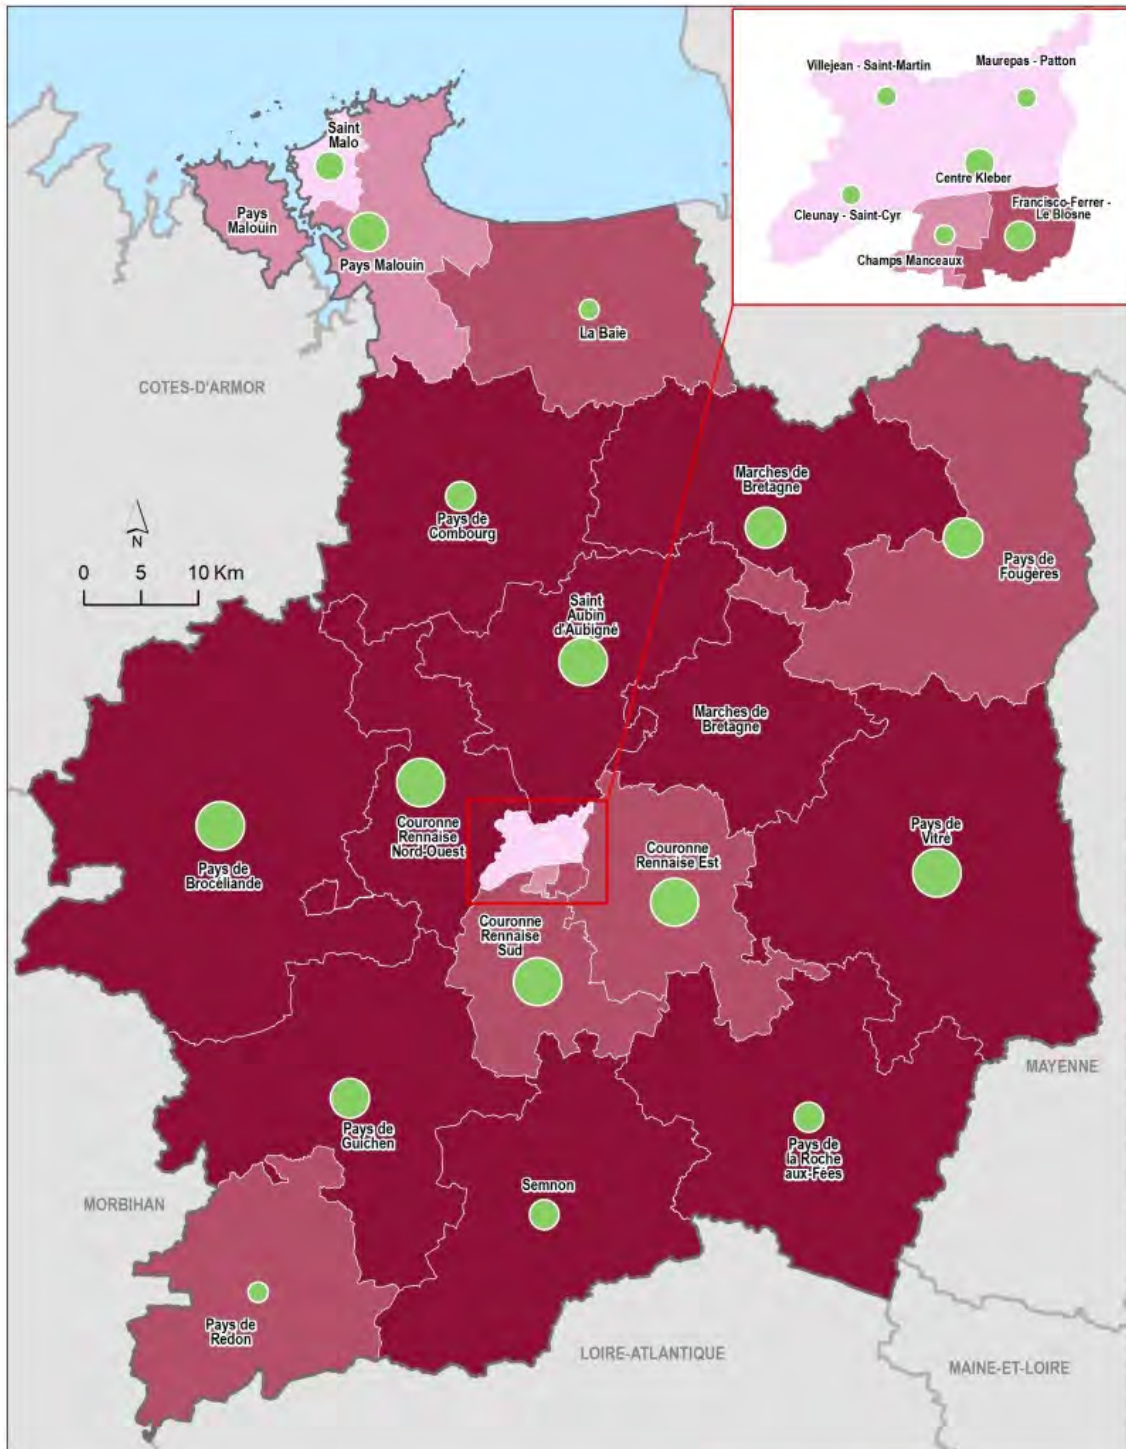 Villejean - Saint-Martin
Maurepas - Patton
Centre Kleber
Cleunay - Saint-Cyr
Francisco-Ferrer -
Le Blosne
Champs Manceaux
Saint
Malo
Pays
Malouin
Pays Malouin
La Baie
COTES-D'ARMOR
Marches de
Bretagne
Pays de
Combourg
N
0 5 10 Km
Pays de
Fougères
Saint
Aubin
d'Aubigné
Marches de
Bretagne
Couronne
Rennaise
Nord-Ouest
Pays de
Brocéliande
Couronne
Rennaise Est
Pays de
Vitré
Couronne
Rennaise
Sud
MAYENNE
Pays de
Guichen
Pays de
la Roche
aux-Fées
Semnon
MORBIHAN
Pays de
Redon
LOIRE-ATLANTIQUE
MAINE-ET-LOIRE